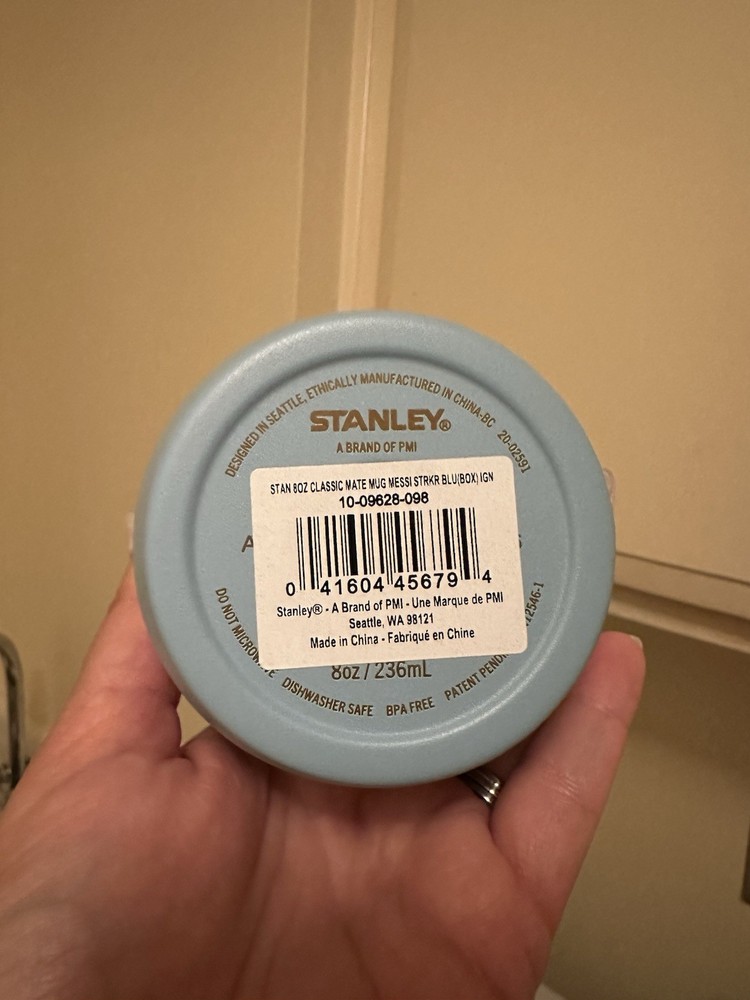 DESIGNED IN SEATTLE, ETHICALLY MANUFACTURED IN CHINA-BC 20-02591
STANLEY®
A BRAND OF PMI
STAN 8OZ CLASSIC MATE MUG MESSI STRKR BLU(BOX) IGN
10-09628-098
0 41604 45679 4
Stanley® - A Brand of PMI - Une Marque de PMI
Seattle, WA 98121
Made in China - Fabriqué en Chine
8oz / 236mL
DO NOT DISHWASHER SAFE BPA FREE PATENT